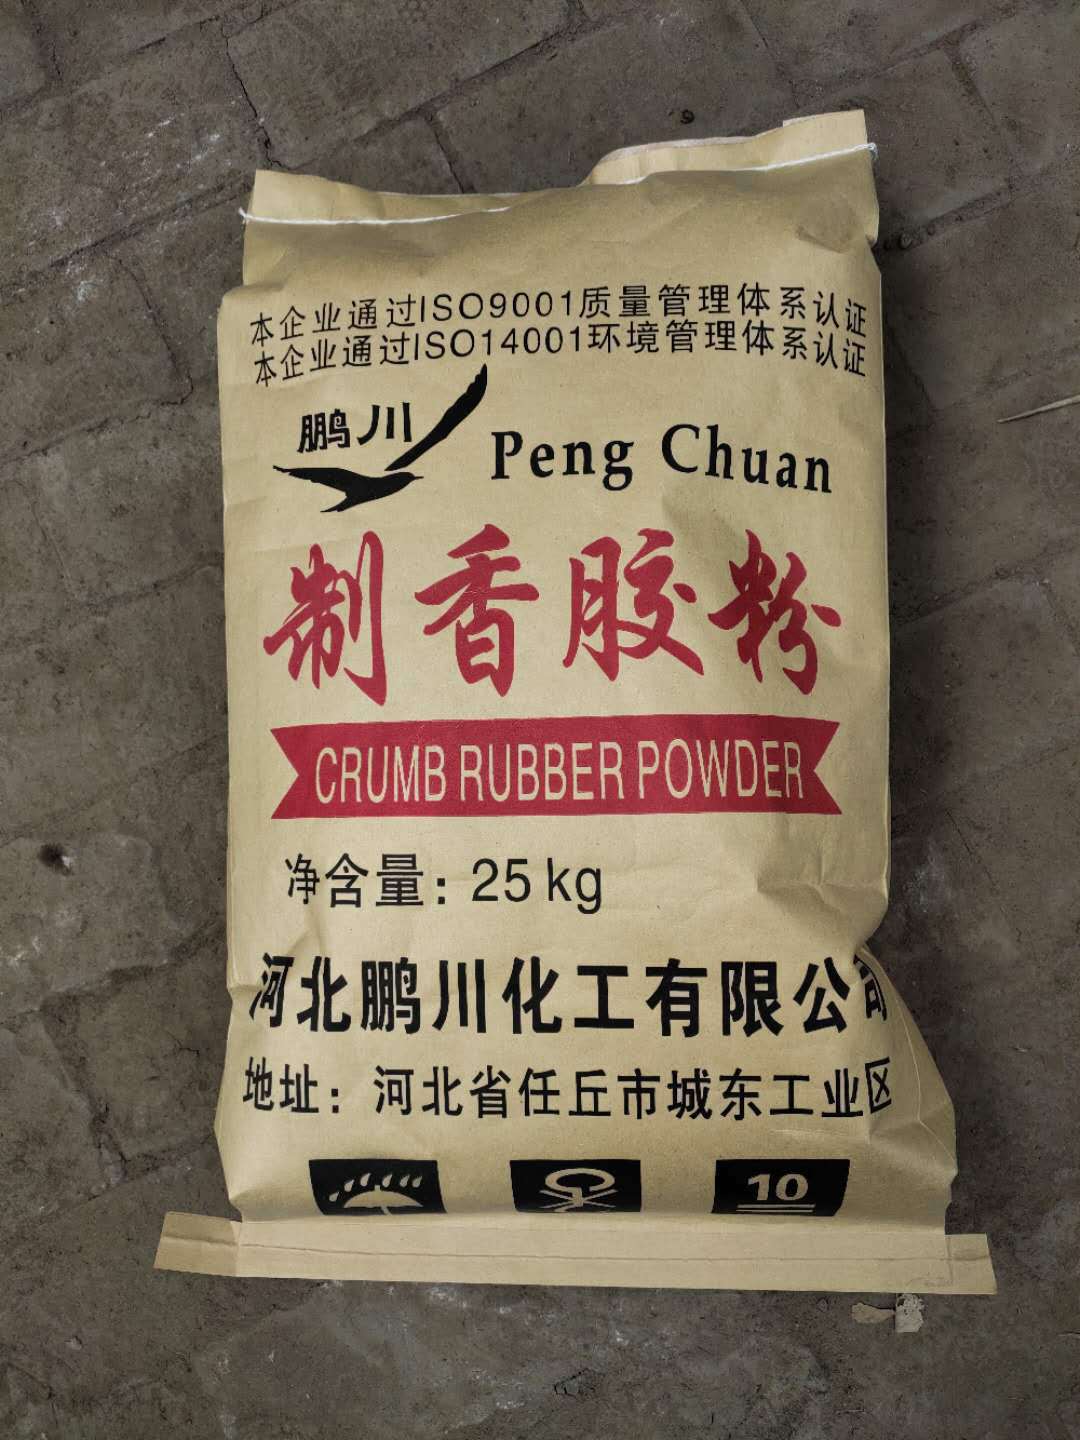 本企业通过ISO9001质量管理体系认证
本企业通过ISO14001环境管理体系认证
鹏川
Peng Chuan
制香胶粉
CRUMB RUBBER POWDER
净含量：25kg
河北鹏川化工有限公司
地址：河北省任丘市城东工业区
10